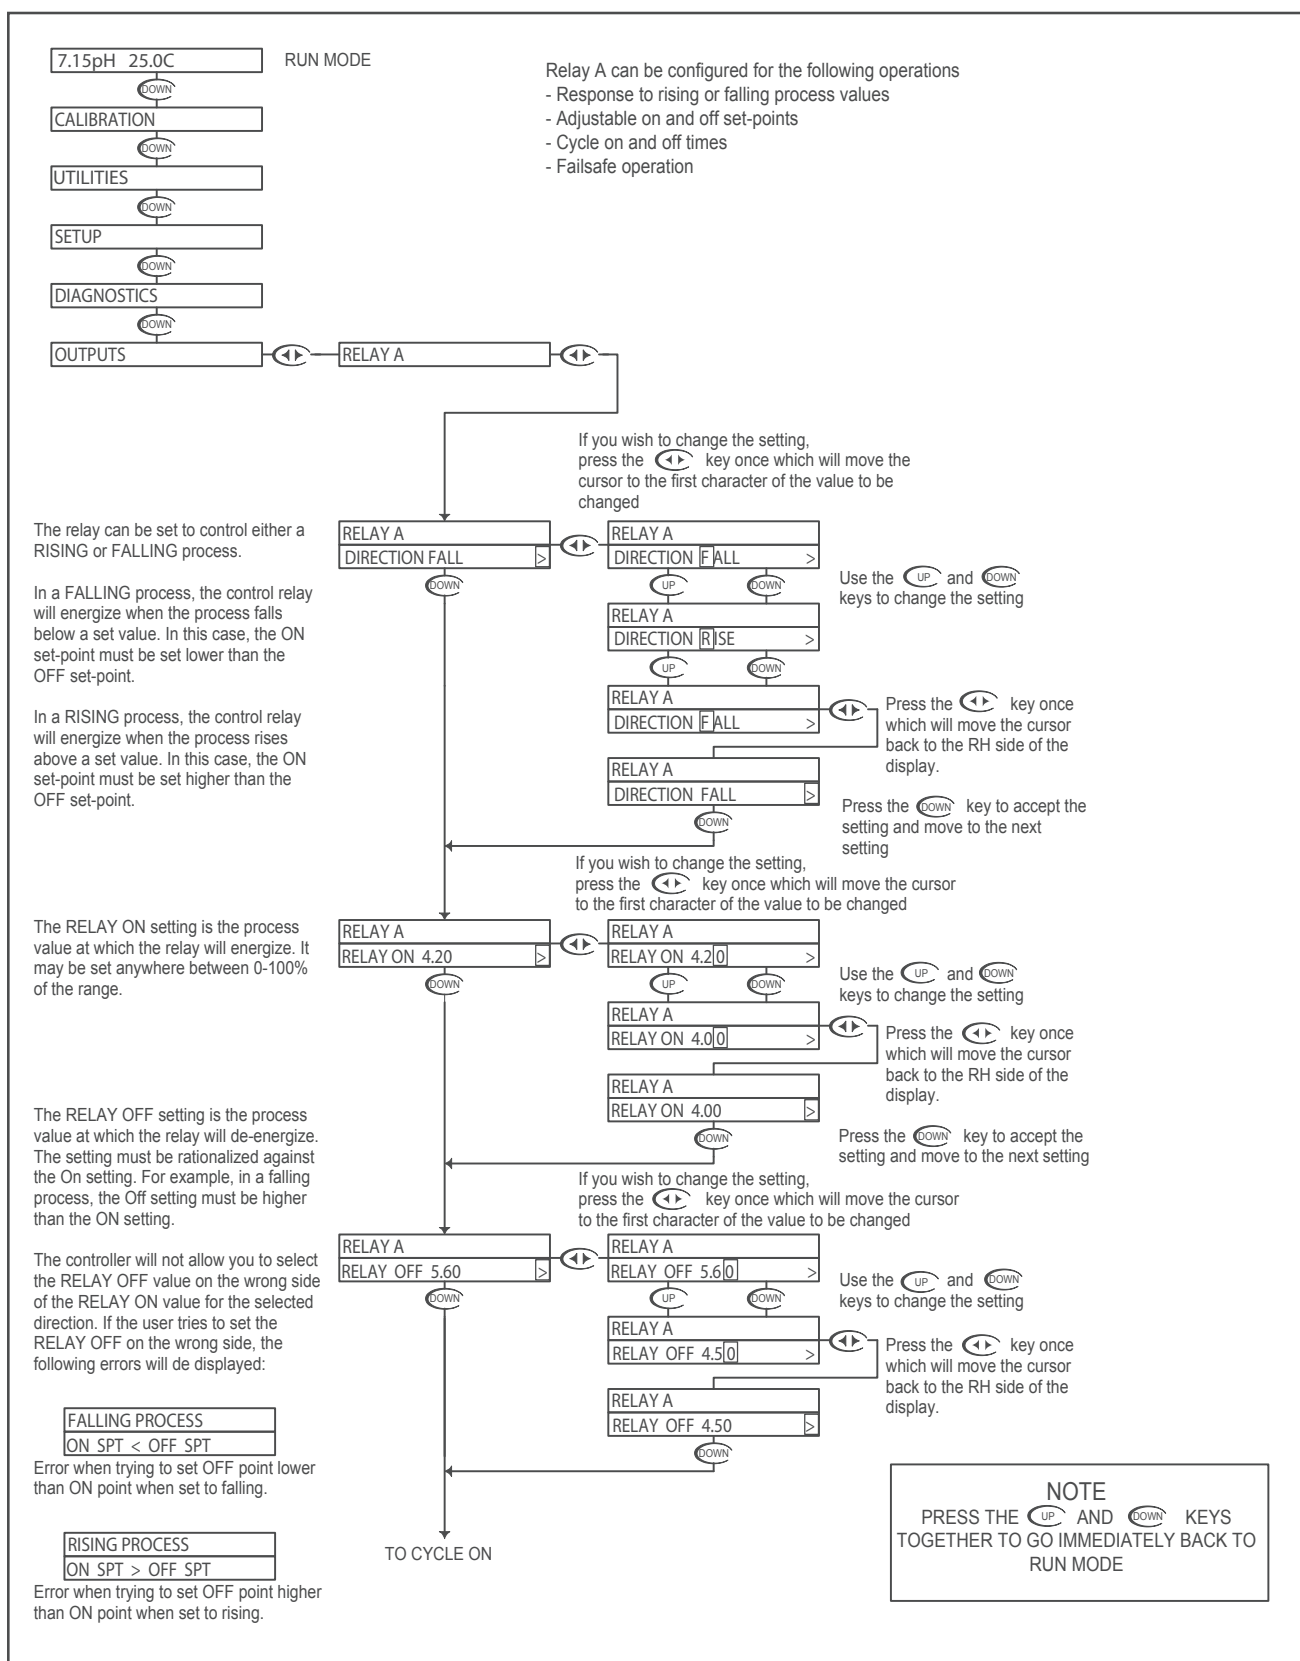 7.15pH 25.0C
RUN MODE
DOWN
CALIBRATION
DOWN
UTILITIES
DOWN
SETUP
DOWN
DIAGNOSTICS
DOWN
OUTPUTS
RELAY A
Relay A can be configured for the following operations
- Response to rising or falling process values
- Adjustable on and off set-points
- Cycle on and off times
- Failsafe operation
The relay can be set to control either a
RISING or FALLING process.
In a FALLING process, the control relay
will energize when the process falls
below a set value. In this case, the ON
set-point must be set lower than the
OFF set-point.
In a RISING process, the control relay
will energize when the process rises
above a set value. In this case, the ON
set-point must be set higher than the
OFF set-point.
RELAY A
DIRECTION FALL >
DOWN
If you wish to change the setting,
press the key once which will move the
cursor to the first character of the value to be
changed
RELAY A
DIRECTION FALL >
UP DOWN
RELAY A
DIRECTION RISE >
UP DOWN
RELAY A
DIRECTION FALL >
RELAY A
DIRECTION FALL >
DOWN
Use the UP and DOWN
keys to change the setting
Press the key once
which will move the cursor
back to the RH side of the
display.
Press the DOWN key to accept the
setting and move to the next
setting
The RELAY ON setting is the process
value at which the relay will energize. It
may be set anywhere between 0-100%
of the range.
RELAY A
RELAY ON 4.20 >
DOWN
If you wish to change the setting,
press the key once which will move the cursor
to the first character of the value to be changed
RELAY A
RELAY ON 4.20 >
UP DOWN
RELAY A
RELAY ON 4.00 >
RELAY A
RELAY ON 4.00 >
DOWN
Use the UP and DOWN
keys to change the setting
Press the key once
which will move the cursor
back to the RH side of the
display.
Press the DOWN key to accept the
setting and move to the next setting
The RELAY OFF setting is the process
value at which the relay will de-energize.
The setting must be rationalized against
the On setting. For example, in a falling
process, the Off setting must be higher
than the ON setting.
The controller will not allow you to select
the RELAY OFF value on the wrong side
of the RELAY ON value for the selected
direction. If the user tries to set the
RELAY OFF on the wrong side, the
following errors will de displayed:
RELAY A
RELAY OFF 5.60 >
DOWN
If you wish to change the setting,
press the key once which will move the cursor
to the first character of the value to be changed
RELAY A
RELAY OFF 5.60 >
UP DOWN
RELAY A
RELAY OFF 4.50 >
RELAY A
RELAY OFF 4.50 >
DOWN
Use the UP and DOWN
keys to change the setting
Press the key once
which will move the cursor
back to the RH side of the
display.
FALLING PROCESS
ON SPT < OFF SPT
Error when trying to set OFF point lower
than ON point when set to falling.
RISING PROCESS
ON SPT > OFF SPT
Error when trying to set OFF point higher
than ON point when set to rising.
TO CYCLE ON
NOTE
PRESS THE UP AND DOWN KEYS
TOGETHER TO GO IMMEDIATELY BACK TO
RUN MODE